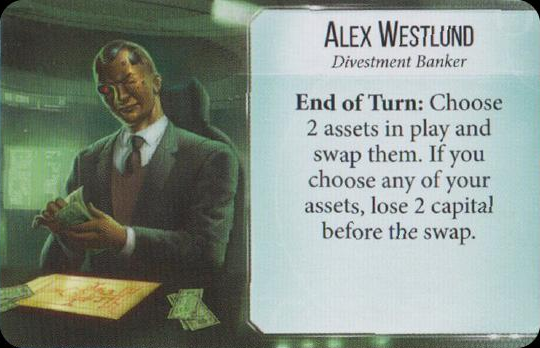 ALEX WESTLUND
Divestment Banker
End of Turn: Choose
2 assets in play and
swap them. If you
choose any of your
assets, lose 2 capital
before the swap.